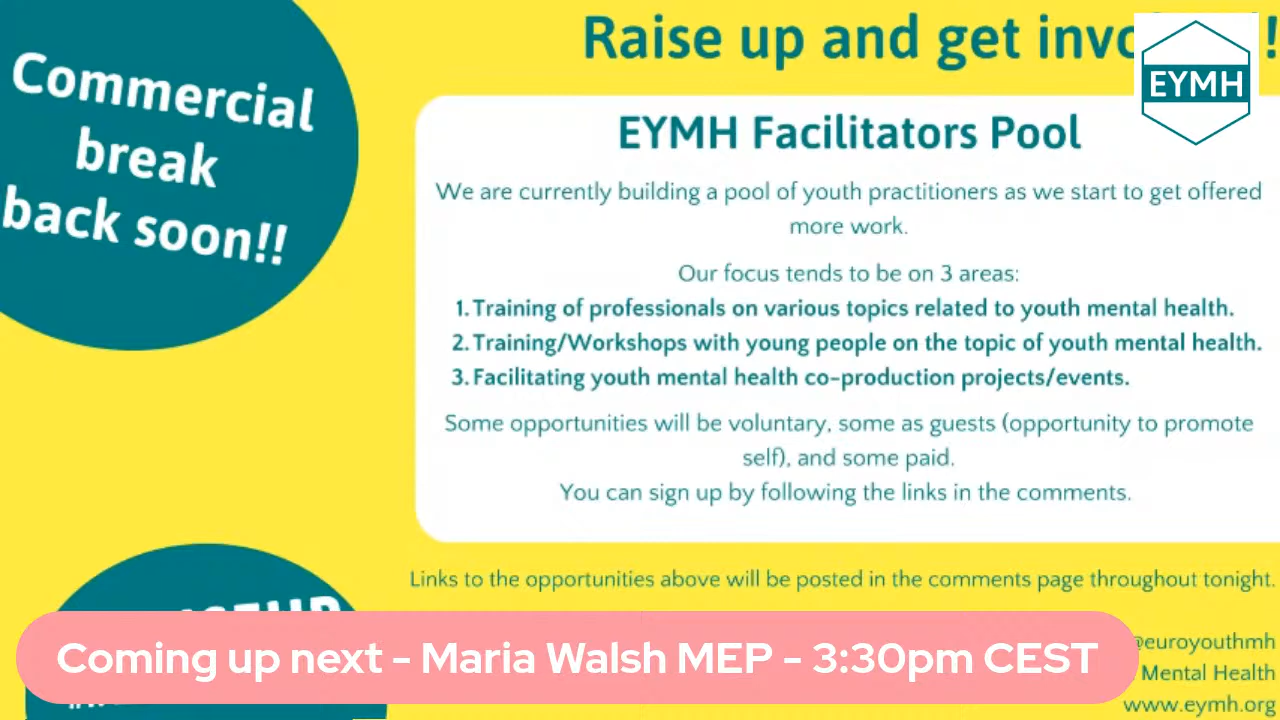 Commercial
break
back soon!!
Raise up and get
EYMH
EYMH Facilitators Pool
We are currently building a pool of youth practitioners as we start to get offered
more work.
Our focus tends to be on 3 areas:
1. Training of professionals on various topics related to youth mental health.
2. Training/Workshops with young people on the topic of youth mental health.
3. Facilitating youth mental health co-production projects/events.
Some opportunities will be voluntary, some as guests (opportunity to promote
self), and some paid.
You can sign up by following the links in the comments.
Links to the opportunities above will be posted in the comments page throughout tonight.
Coming up next - Maria Walsh MEP - 3:30pm CEST
@euroyouthmh
Mental Health
www.eymh.org